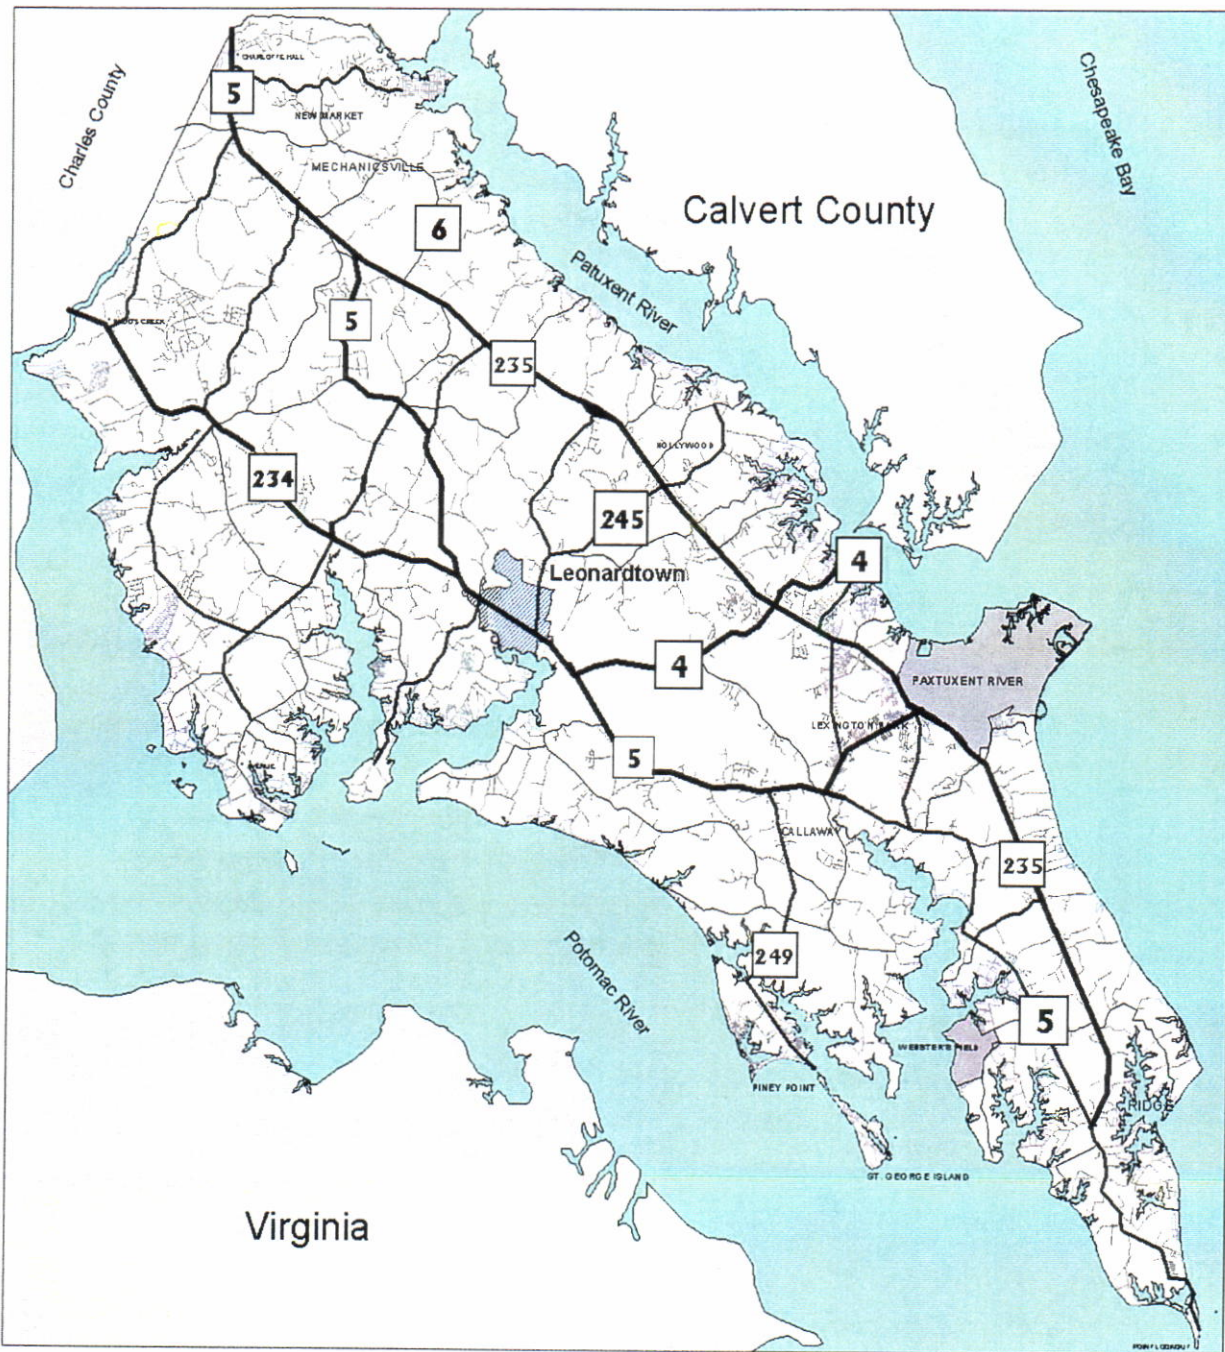 CHARLOTTE HALL
5
NEW MARKET
MECHANICSVILLE
Charles County
Chesapeake Bay
Calvert County
6
Patuxent River
5
235
HOLLYWOOD
234
245
4
Leonardtown
4
PAXTUXENT RIVER
LEXINGTON PARK
5
CALLAWAY
235
249
Potomac River
5
WEBSTER'S FIELD
PINEY POINT
RIDGE
ST. GEORGE ISLAND
Virginia
POINT LOOKOUT